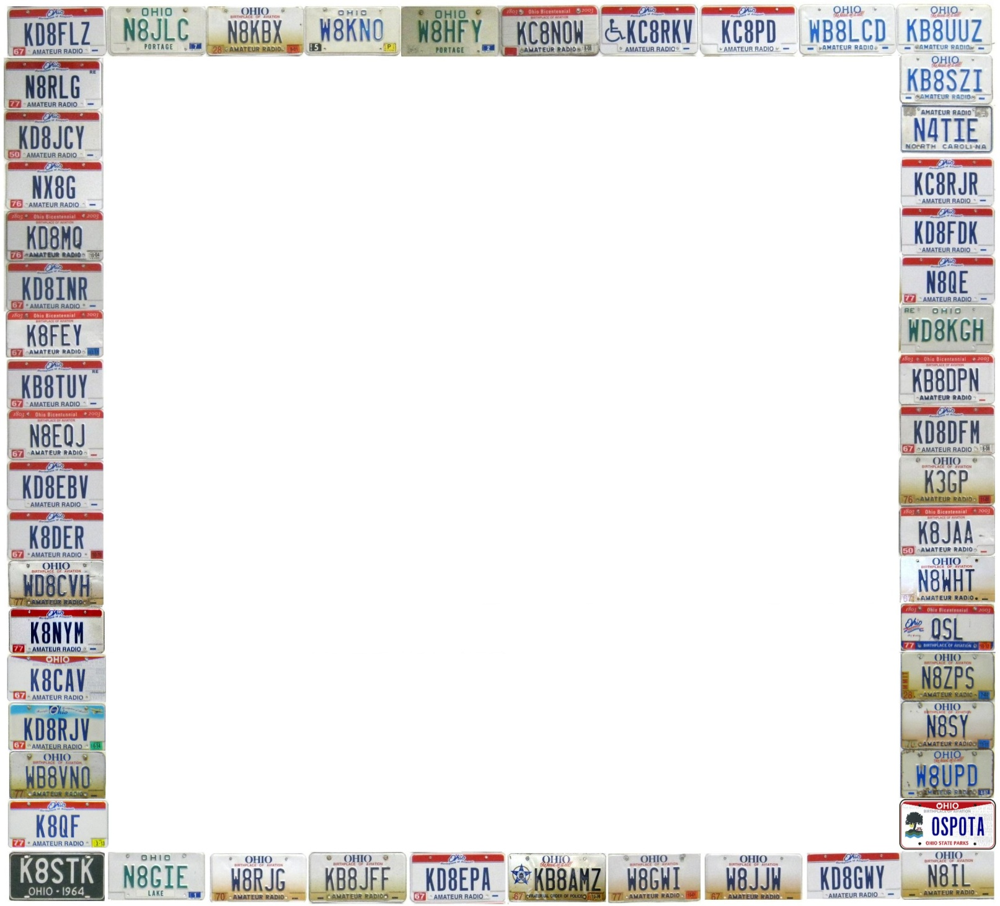 KD8FLZ
67 AMATEUR RADIO
OHIO
N8JLC
PORTAGE 7
OHIO
BIRTHPLACE OF AVIATION
N8KBX
28 AMATEUR RADIO
OHIO
W8KNO
5 P
OHIO
W8HFY
PORTAGE 2
1803 Ohio Bicentennial 2003
KC8NOW
AMATEUR RADIO
Ohio
KC8RKV
AMATEUR RADIO
Ohio
KC8PD
AMATEUR RADIO
OHIO
the heart of it all!
WB8LCD
AMATEUR RADIO
OHIO
the heart of it all!
KB8UUZ
AMATEUR RADIO
Ohio
RE
N8RLG
77 AMATEUR RADIO
OHIO
the heart of it all!
KB8SZI
AMATEUR RADIO
Ohio
KD8JCY
50 AMATEUR RADIO
AMATEUR RADIO
N4TIE
NORTH CAROLINA
Ohio
NX8G
76 AMATEUR RADIO
Ohio
KC8RJR
AMATEUR RADIO
1803 Ohio Bicentennial 2003
BIRTHPLACE OF AVIATION
KD8MQ
76 AMATEUR RADIO 10-04
Ohio
KD8FDK
AMATEUR RADIO
Ohio
KD8INR
67 AMATEUR RADIO
Ohio
N8QE
77 AMATEUR RADIO
1803 Ohio Bicentennial 2003
BIRTHPLACE OF AVIATION
K8FEY
67 AMATEUR RADIO
RE OHIO
WD8KGH
Ohio
RE
KB8TUY
67 AMATEUR RADIO
1803 Ohio Bicentennial 2003
BIRTHPLACE OF AVIATION
KB8DPN
AMATEUR RADIO
1803 Ohio Bicentennial 2003
BIRTHPLACE OF AVIATION
N8EQJ
67 AMATEUR RADIO
Ohio
KD8DFM
67 AMATEUR RADIO
Ohio
KD8EBV
AMATEUR RADIO
OHIO
BIRTHPLACE OF AVIATION
K3GP
76 AMATEUR RADIO
Ohio
K8DER
67 AMATEUR RADIO
1803 Ohio Bicentennial 2003
BIRTHPLACE OF AVIATION
K8JAA
50 AMATEUR RADIO
OHIO
BIRTHPLACE OF AVIATION
WD8CVH
77 AMATEUR RADIO
OHIO
BIRTHPLACE OF AVIATION
N8WHT
67 AMATEUR RADIO
Ohio
K8NYM
77 AMATEUR RADIO
1803 Ohio Bicentennial 2003
Ohio
QSL
77 BIRTHPLACE OF AVIATION
OHIO
K8CAV
67 AMATEUR RADIO
OHIO
BIRTHPLACE OF AVIATION
N8ZPS
28 AMATEUR RADIO
Ohio
KD8RJV
67 AMATEUR RADIO
OHIO
BIRTHPLACE OF AVIATION
N8SY
AMATEUR RADIO
OHIO
BIRTHPLACE OF AVIATION
WB8VNO
77 AMATEUR RADIO
OHIO
the heart of it all!
W8UPD
AMATEUR RADIO
Ohio
K8QF
77 AMATEUR RADIO
OHIO
BIRTHPLACE OF AVIATION
OSPOTA
OHIO STATE PARKS
K8STK
OHIO - 1964
OHIO
N8GIE
LAKE 1
OHIO
BIRTHPLACE OF AVIATION
W8RJG
70 AMATEUR RADIO
OHIO
BIRTHPLACE OF AVIATION
KB8JFF
AMATEUR RADIO
Ohio
KD8EPA
67 AMATEUR RADIO
OHIO
the heart of it all!
KB8AMZ
67 FRATERNAL ORDER OF POLICE
OHIO
BIRTHPLACE OF AVIATION
W8GWI
77 AMATEUR RADIO
OHIO
BIRTHPLACE OF AVIATION
W8JJW
67 AMATEUR RADIO
Ohio
KD8GWY
AMATEUR RADIO
OHIO
BIRTHPLACE OF AVIATION
N8IL
AMATEUR RADIO